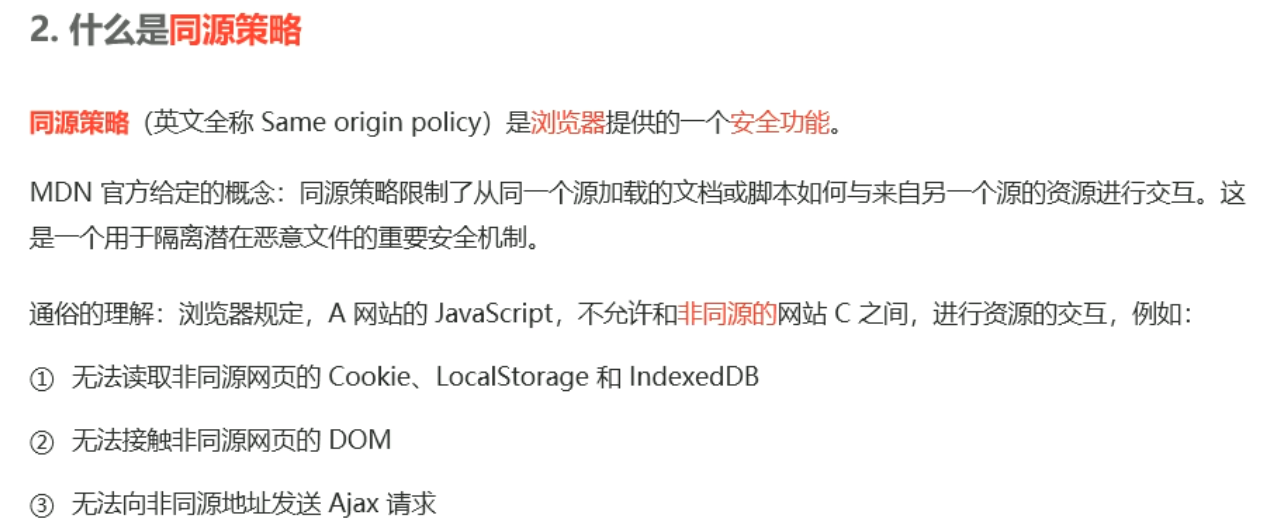 2. 什么是同源策略
同源策略（英文全称 Same origin policy）是浏览器提供的一个安全功能。
MDN 官方给定的概念：同源策略限制了从同一个源加载的文档或脚本如何与来自另一个源的资源进行交互。这
是一个用于隔离潜在恶意文件的重要安全机制。
通俗的理解：浏览器规定，A 网站的 JavaScript，不允许和非同源的网站 C 之间，进行资源的交互，例如：
① 无法读取非同源网页的 Cookie、LocalStorage 和 IndexedDB
② 无法接触非同源网页的 DOM
③ 无法向非同源地址发送 Ajax 请求